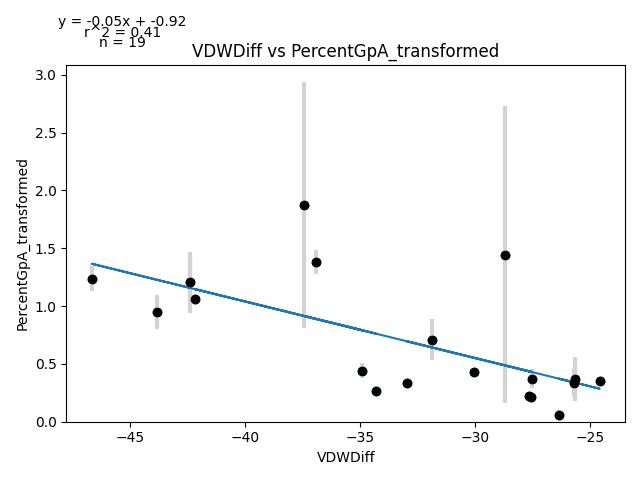 y = -0.05x + -0.92
r^2 = 0.41
n = 19
VDWDiff vs PercentGpA_transformed
3.0
2.5
2.0
1.5
1.0
0.5
0.0
PercentGpA_transformed
−45
−40
−35
−30
−25
VDWDiff